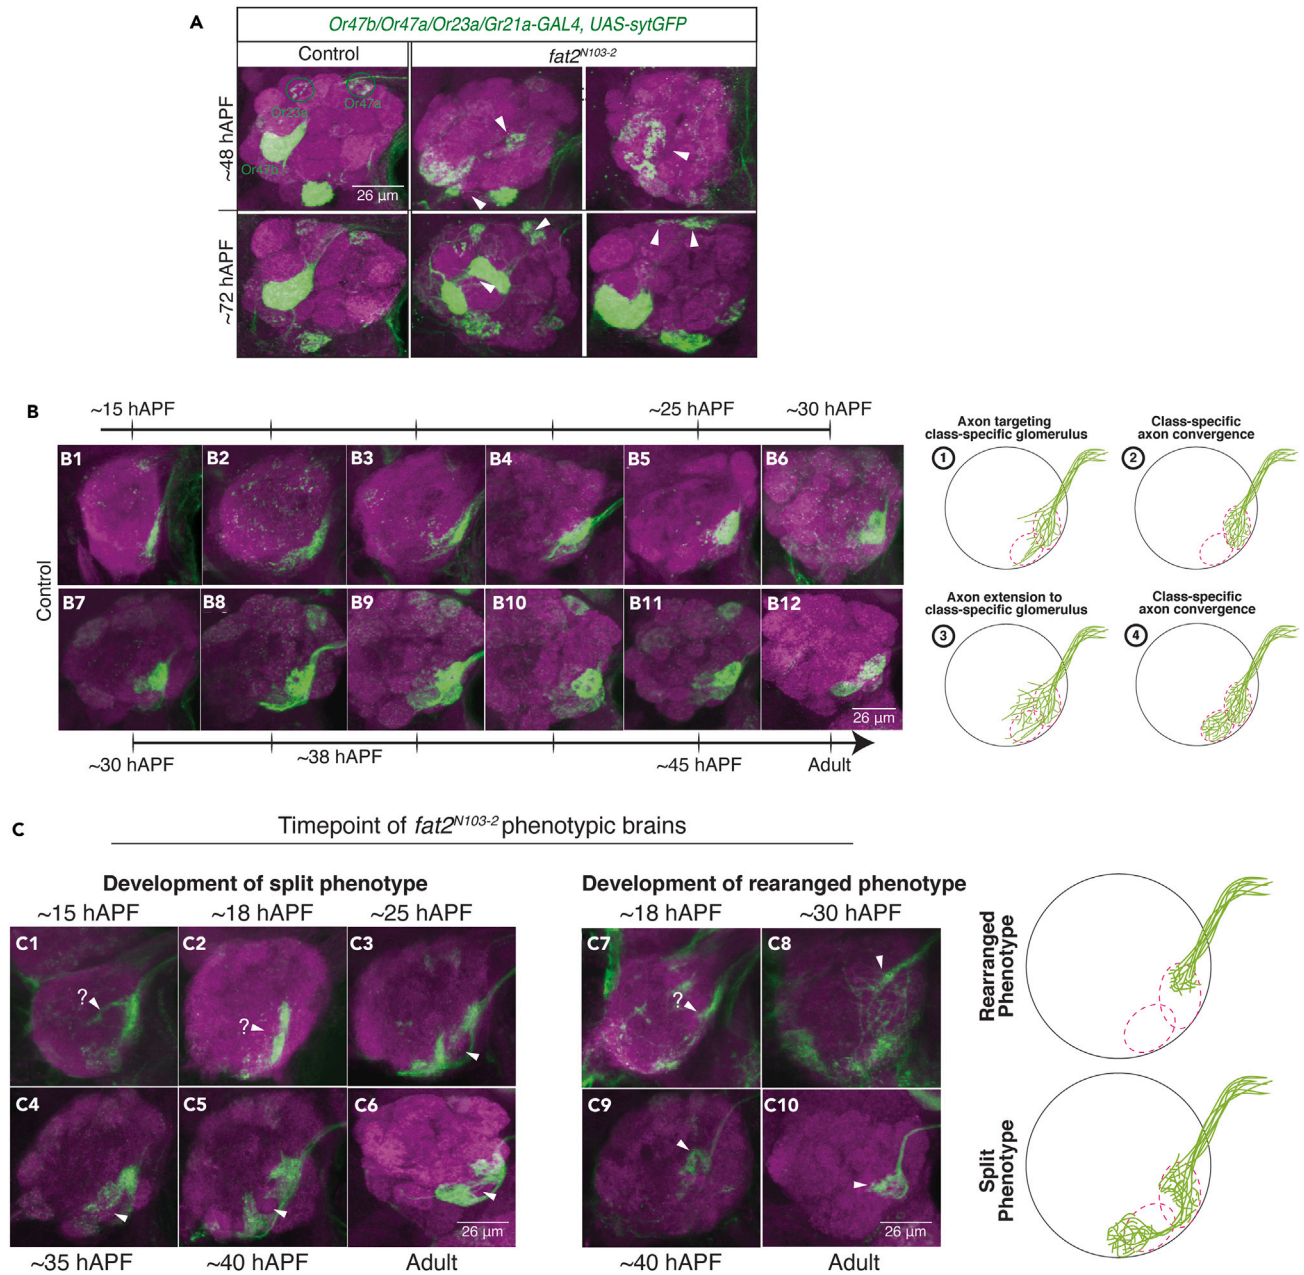 A
Or47b/Or47a/Or23a/Gr21a-GAL4, UAS-sytGFP
Control
fat2N103-2
~48 hAPF
Or23a
Or47a
Or47b
26 µm
~72 hAPF
B
~15 hAPF
~25 hAPF
~30 hAPF
Control
B1
B2
B3
B4
B5
B6
B7
B8
B9
B10
B11
B12
26 µm
~30 hAPF
~38 hAPF
~45 hAPF
Adult
Axon targeting
class-specific glomerulus
1
Class-specific
axon convergence
2
Axon extension to
class-specific glomerulus
3
Class-specific
axon convergence
4
C
Timepoint of fat2N103-2 phenotypic brains
Development of split phenotype
~15 hAPF
~18 hAPF
~25 hAPF
C1
?
C2
?
C3
C4
C5
C6
26 µm
~35 hAPF
~40 hAPF
Adult
Development of rearanged phenotype
~18 hAPF
~30 hAPF
C7
?
C8
C9
C10
26 µm
~40 hAPF
Adult
Rearranged
Phenotype
Split
Phenotype